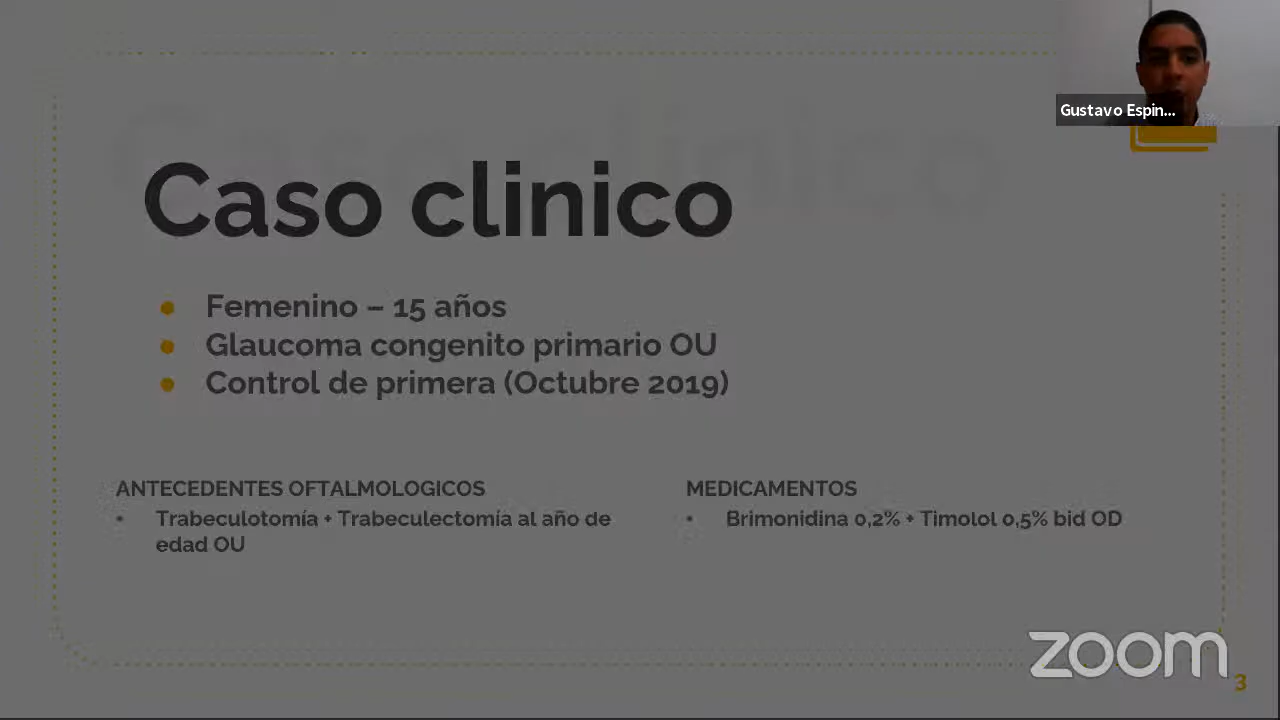 Gustavo Espin...
Caso clinico
● Femenino – 15 años
● Glaucoma congenito primario OU
● Control de primera (Octubre 2019)
ANTECEDENTES OFTALMOLOGICOS
• Trabeculotomía + Trabeculectomía al año de
edad OU
MEDICAMENTOS
• Brimonidina 0,2% + Timolol 0,5% bid OD
zoom
3